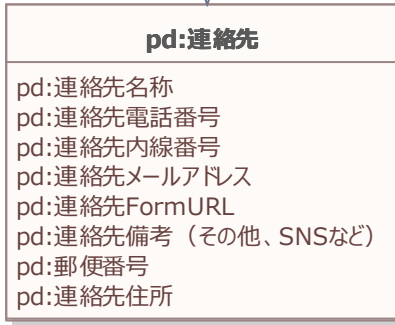 pd:連絡先
pd:連絡先名称
pd:連絡先電話番号
pd:連絡先内線番号
pd:連絡先メールアドレス
pd:連絡先FormURL
pd:連絡先備考（その他、SNSなど）
pd:郵便番号
pd:連絡先住所